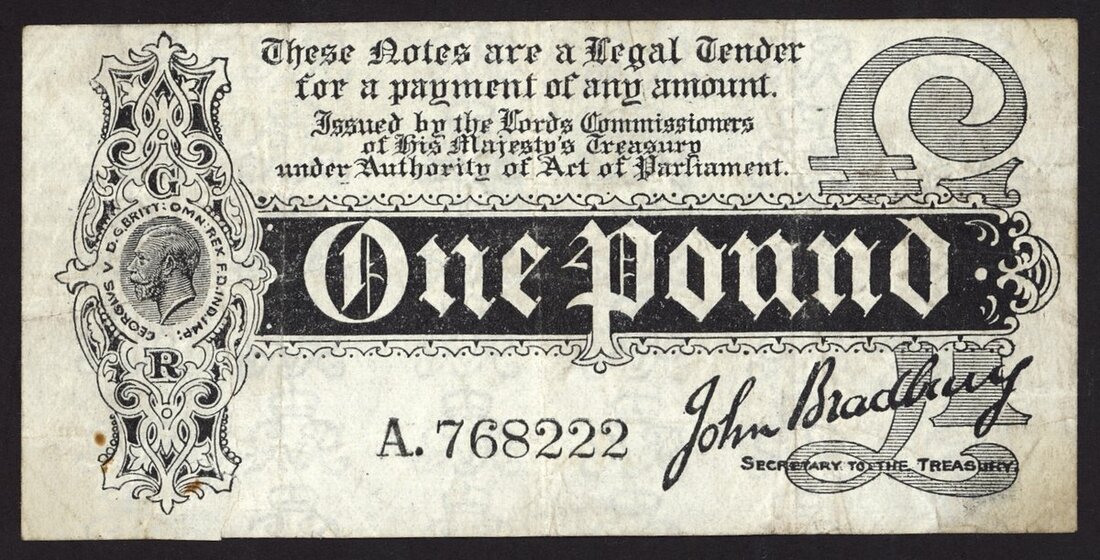 These Notes are a Legal Tender
for a payment of any amount.
Issued by the Lords Commissioners
of His Majesty's Treasury
under Authority of Act of Parliament.
£1
G
GEORGIVS V D.G.BRITT: OMN: REX F.D. IND: IMP:
R
One Pound
A. 768222
John Bradbury
SECRETARY TO THE TREASURY.